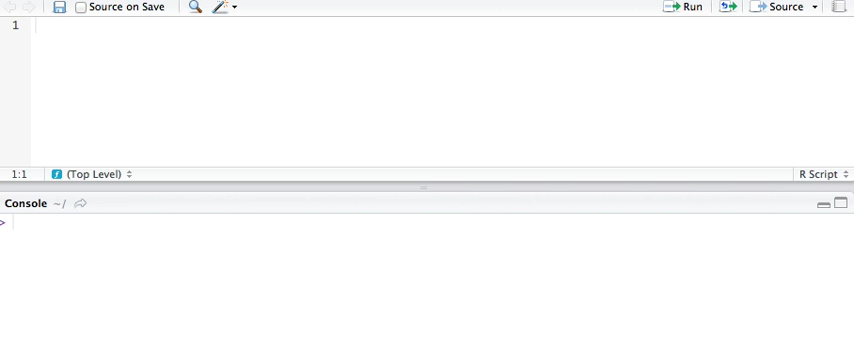 Source on Save Run Source
1
1:1 (Top Level) R Script
Console ~/
>